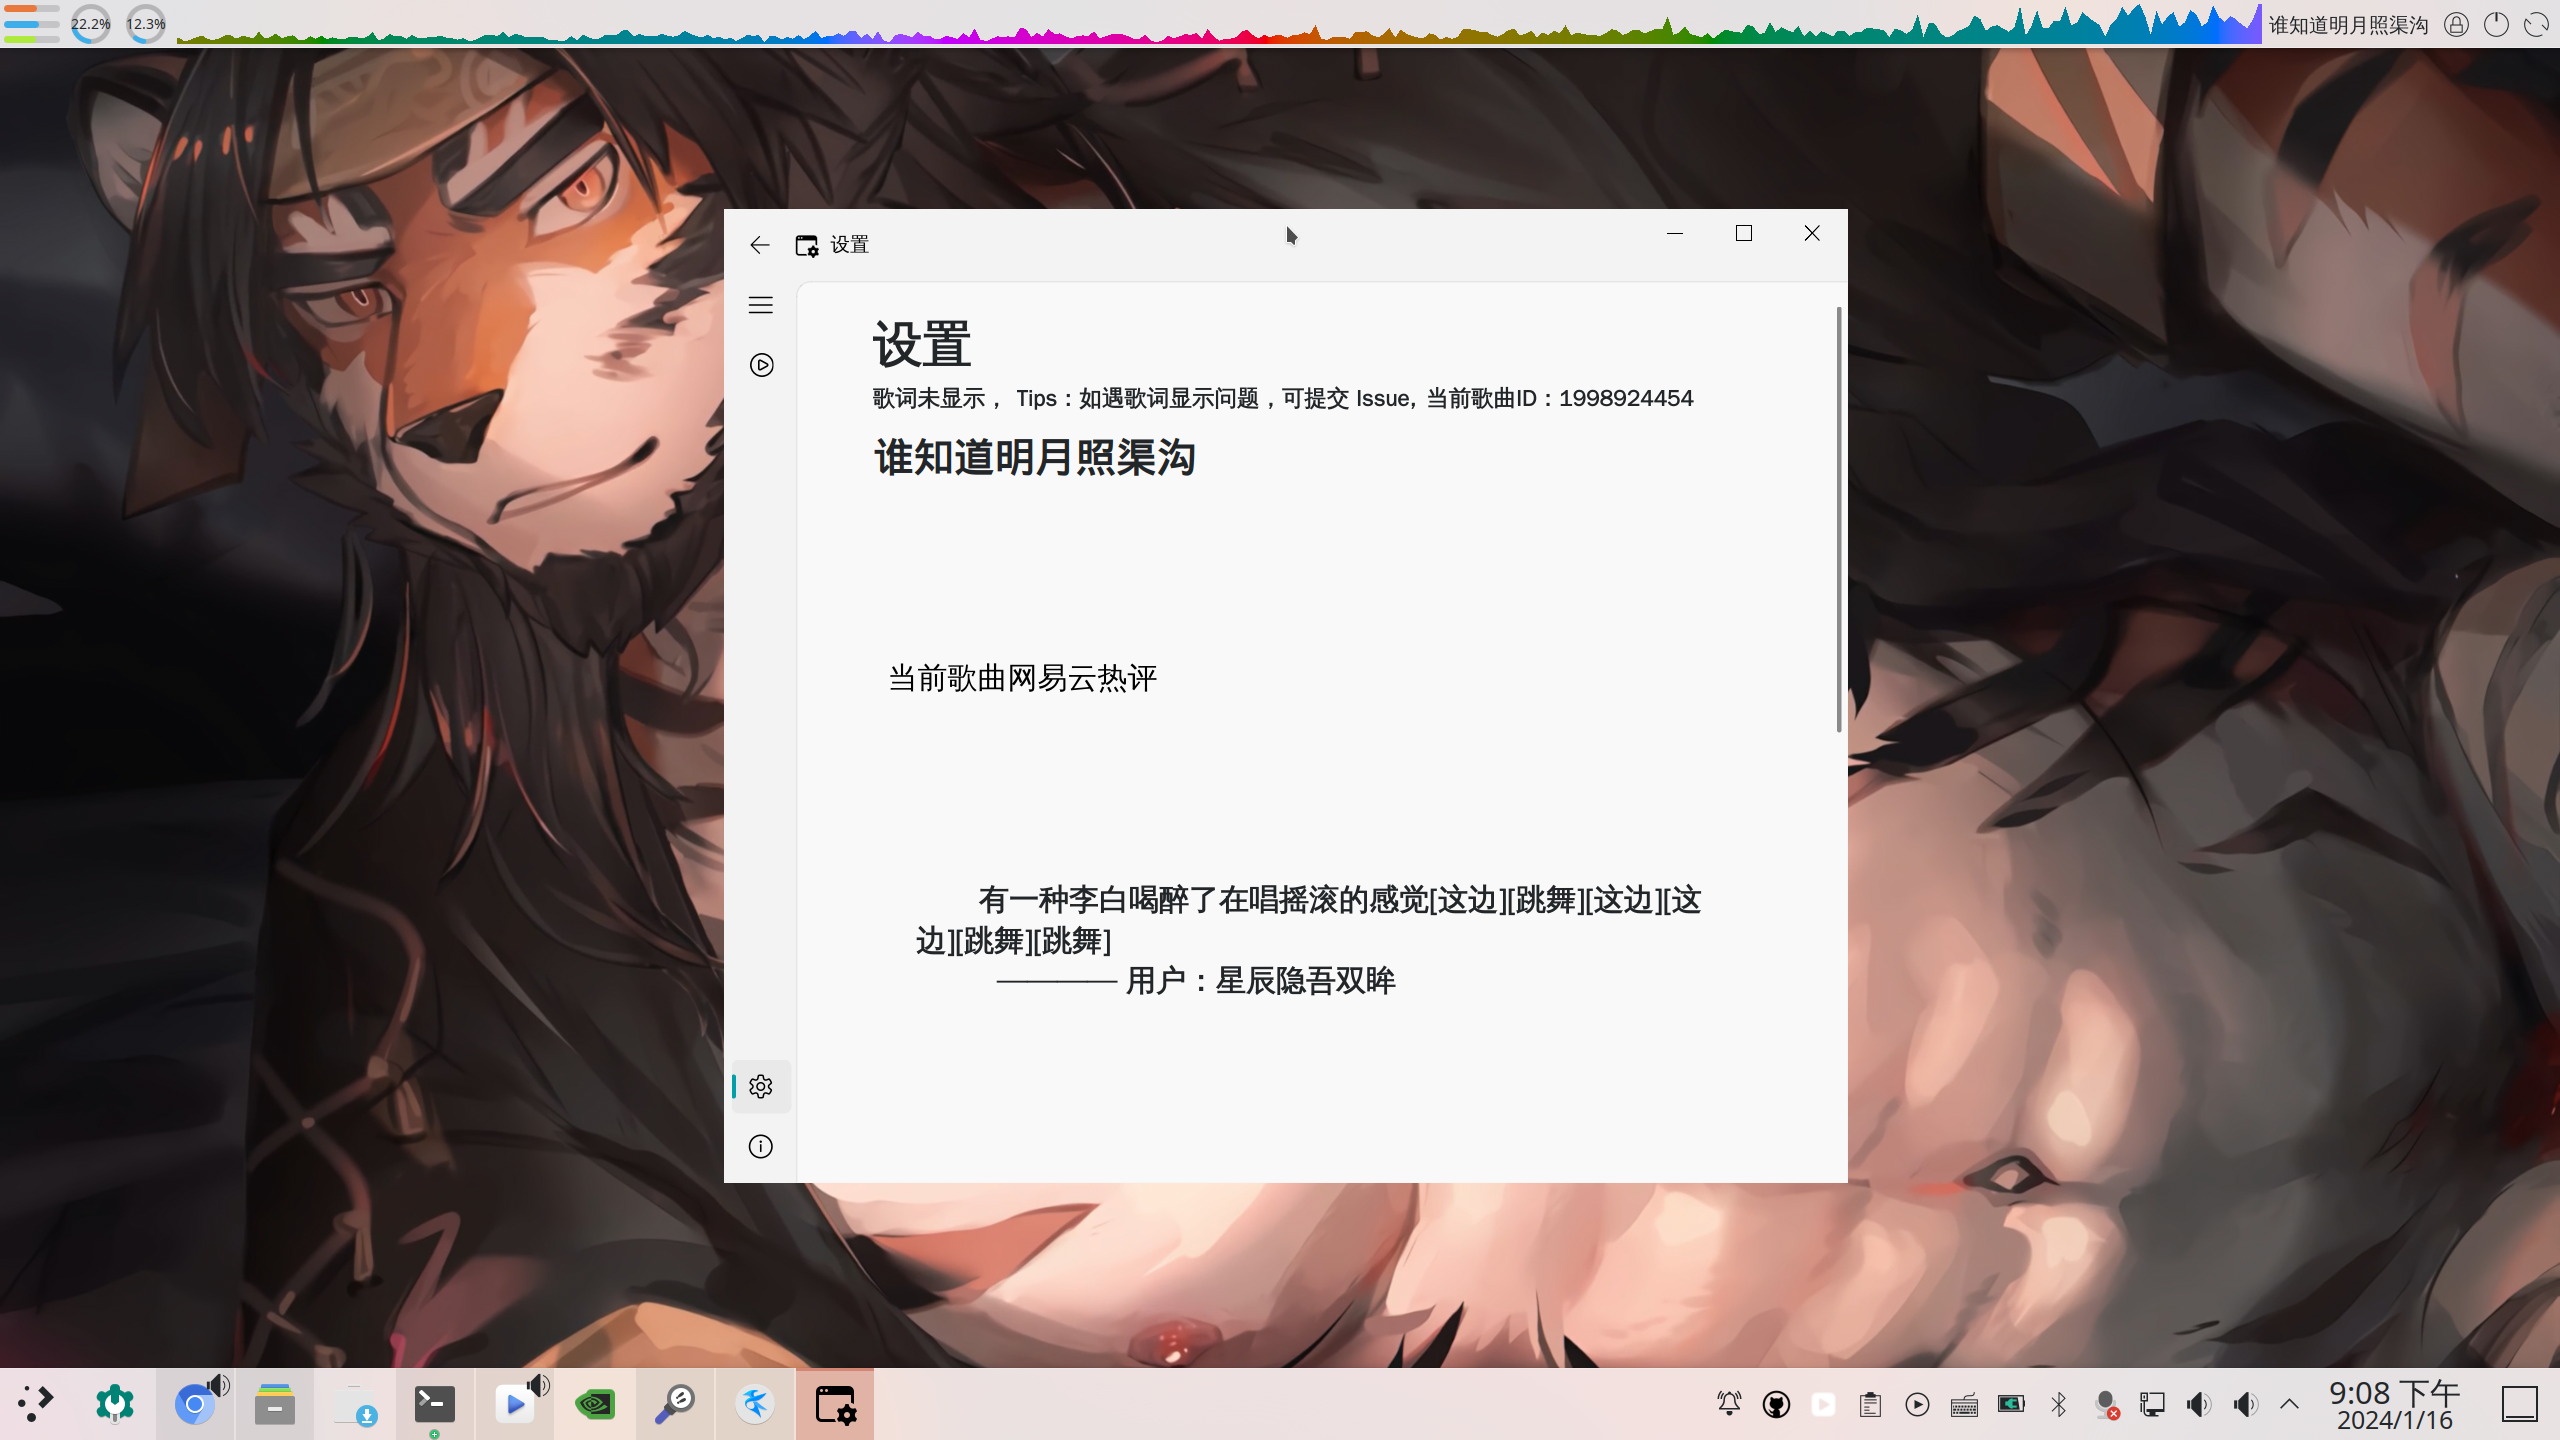 22.2%
12.3%
谁知道明月照渠沟
设置
设置
歌词未显示， Tips：如遇歌词显示问题，可提交 Issue, 当前歌曲ID：1998924454
谁知道明月照渠沟
当前歌曲网易云热评
有一种李白喝醉了在唱摇滚的感觉[这边][跳舞][这边][这
边][跳舞][跳舞]
———— 用户：星辰隐吾双眸
9:08 下午
2024/1/16